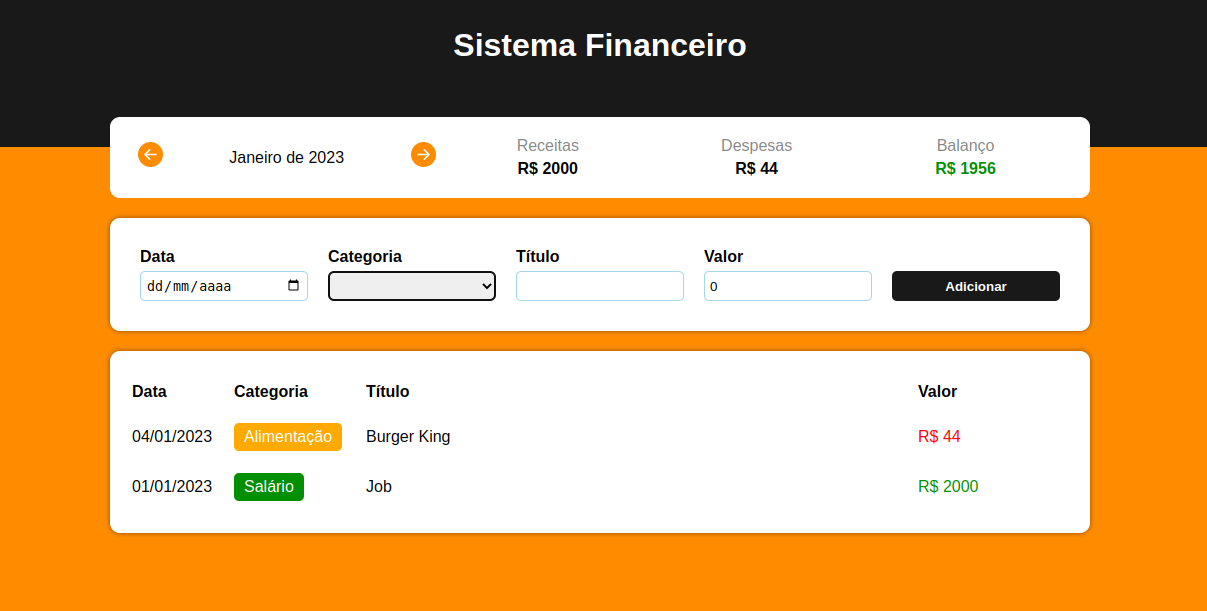 Sistema Financeiro
Janeiro de 2023
Receitas
R$ 2000
Despesas
R$ 44
Balanço
R$ 1956
Data
dd/mm/aaaa
Categoria
Título
Valor
0
Adicionar
Data Categoria Título Valor
04/01/2023 Alimentação Burger King R$ 44
01/01/2023 Salário Job R$ 2000